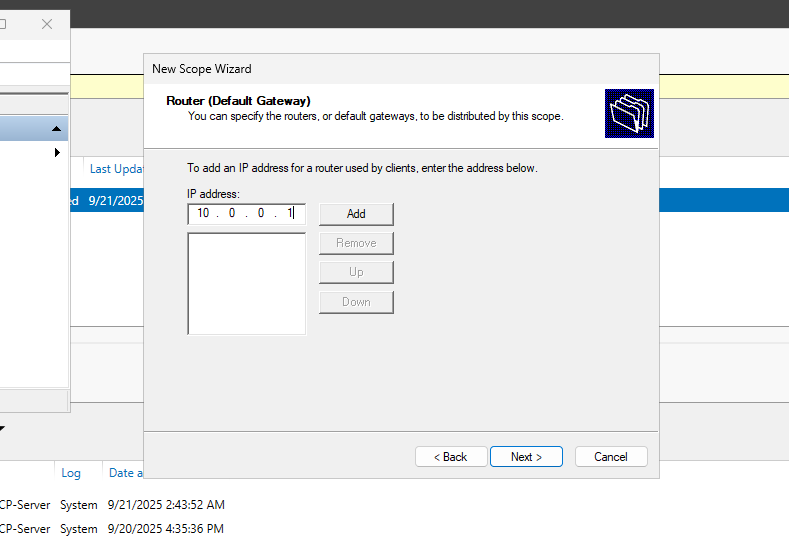 New Scope Wizard
Router (Default Gateway)
You can specify the routers, or default gateways, to be distributed by this scope.
To add an IP address for a router used by clients, enter the address below.
IP address:
10 . 0 . 0 . 1
Add
Remove
Up
Down
< Back
Next >
Cancel
Last Upda
ed 9/21/2025
Log
Date a
CP-Server System 9/21/2025 2:43:52 AM
CP-Server System 9/20/2025 4:35:36 PM